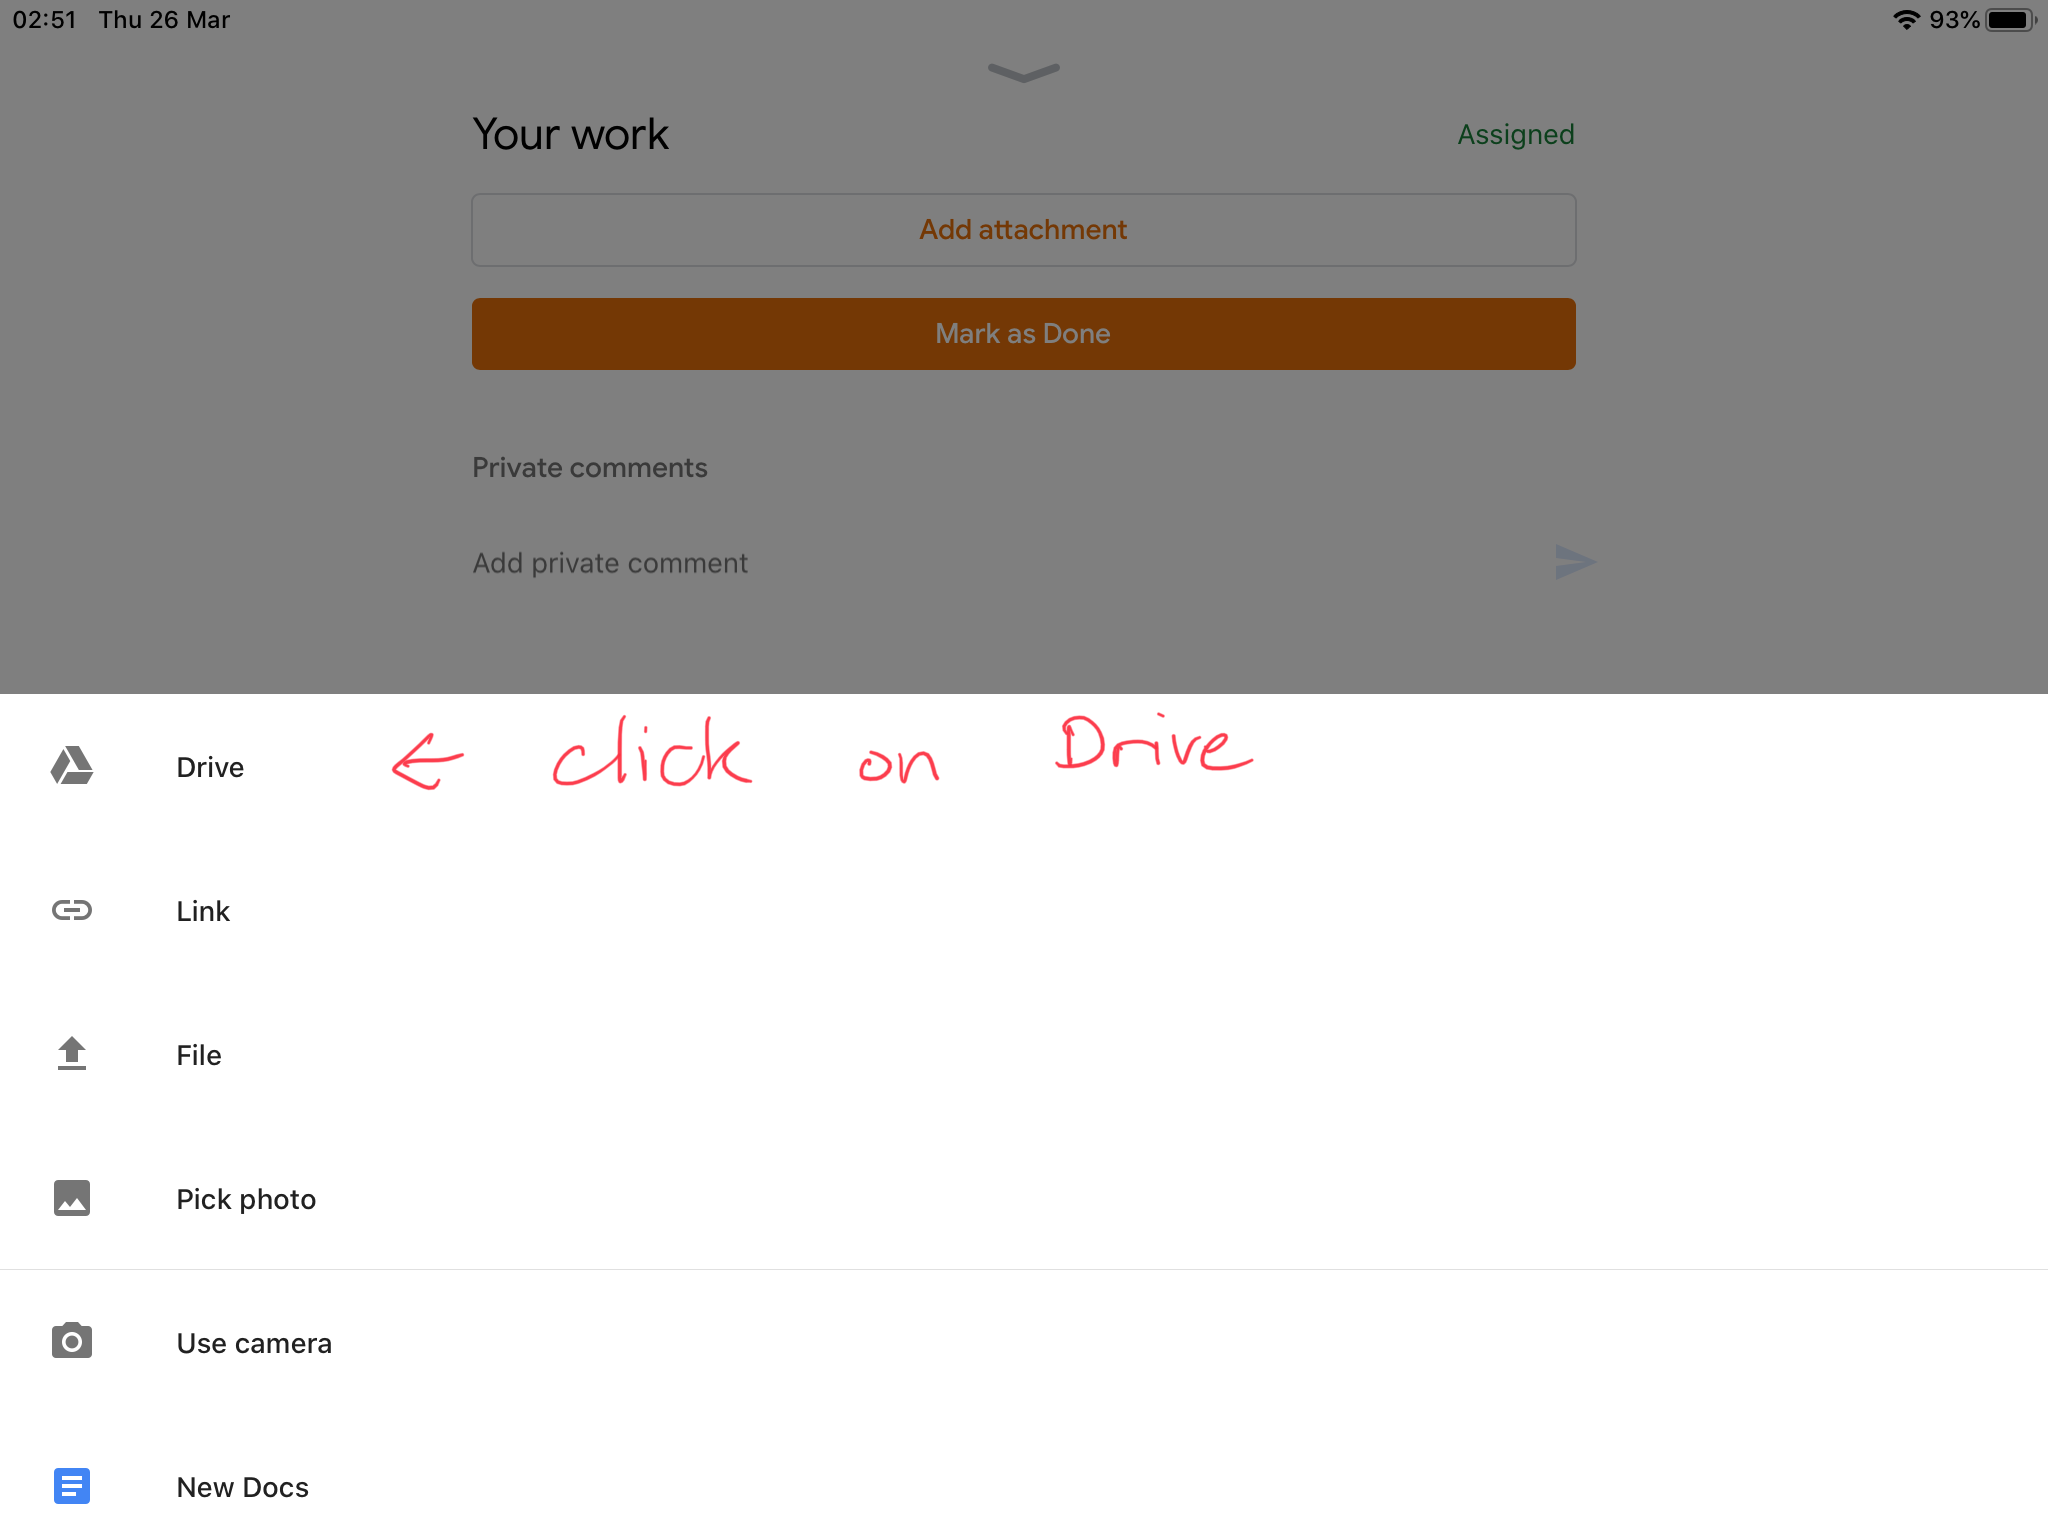 02:51 Thu 26 Mar 93%
Your work Assigned
Add attachment
Mark as Done
Private comments
Add private comment
Drive ← click on Drive
Link
File
Pick photo
Use camera
New Docs